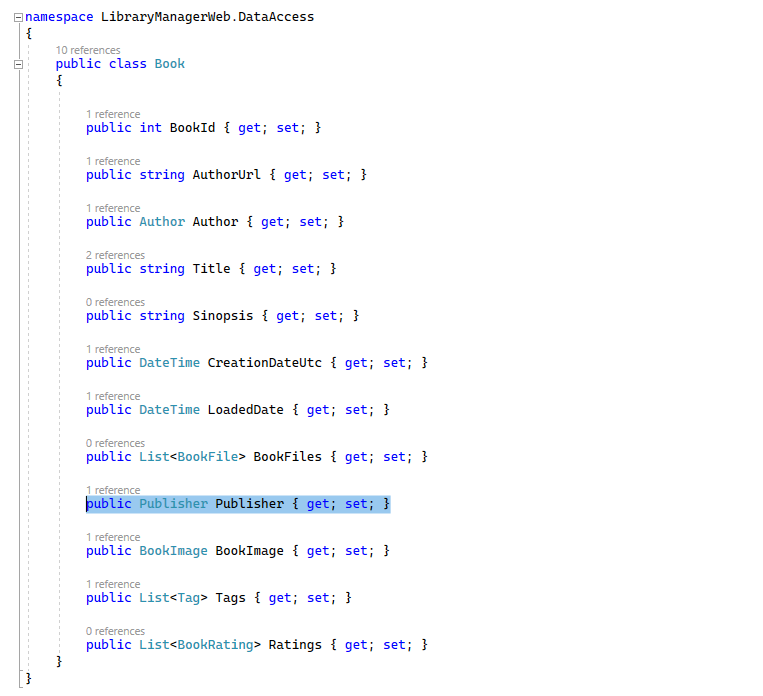 namespace LibraryManagerWeb.DataAccess
{
10 references
public class Book
{
1 reference
public int BookId { get; set; }
1 reference
public string AuthorUrl { get; set; }
1 reference
public Author Author { get; set; }
2 references
public string Title { get; set; }
0 references
public string Sinopsis { get; set; }
1 reference
public DateTime CreationDateUtc { get; set; }
1 reference
public DateTime LoadedDate { get; set; }
0 references
public List<BookFile> BookFiles { get; set; }
1 reference
public Publisher Publisher { get; set; }
1 reference
public BookImage BookImage { get; set; }
1 reference
public List<Tag> Tags { get; set; }
0 references
public List<BookRating> Ratings { get; set; }
}
}